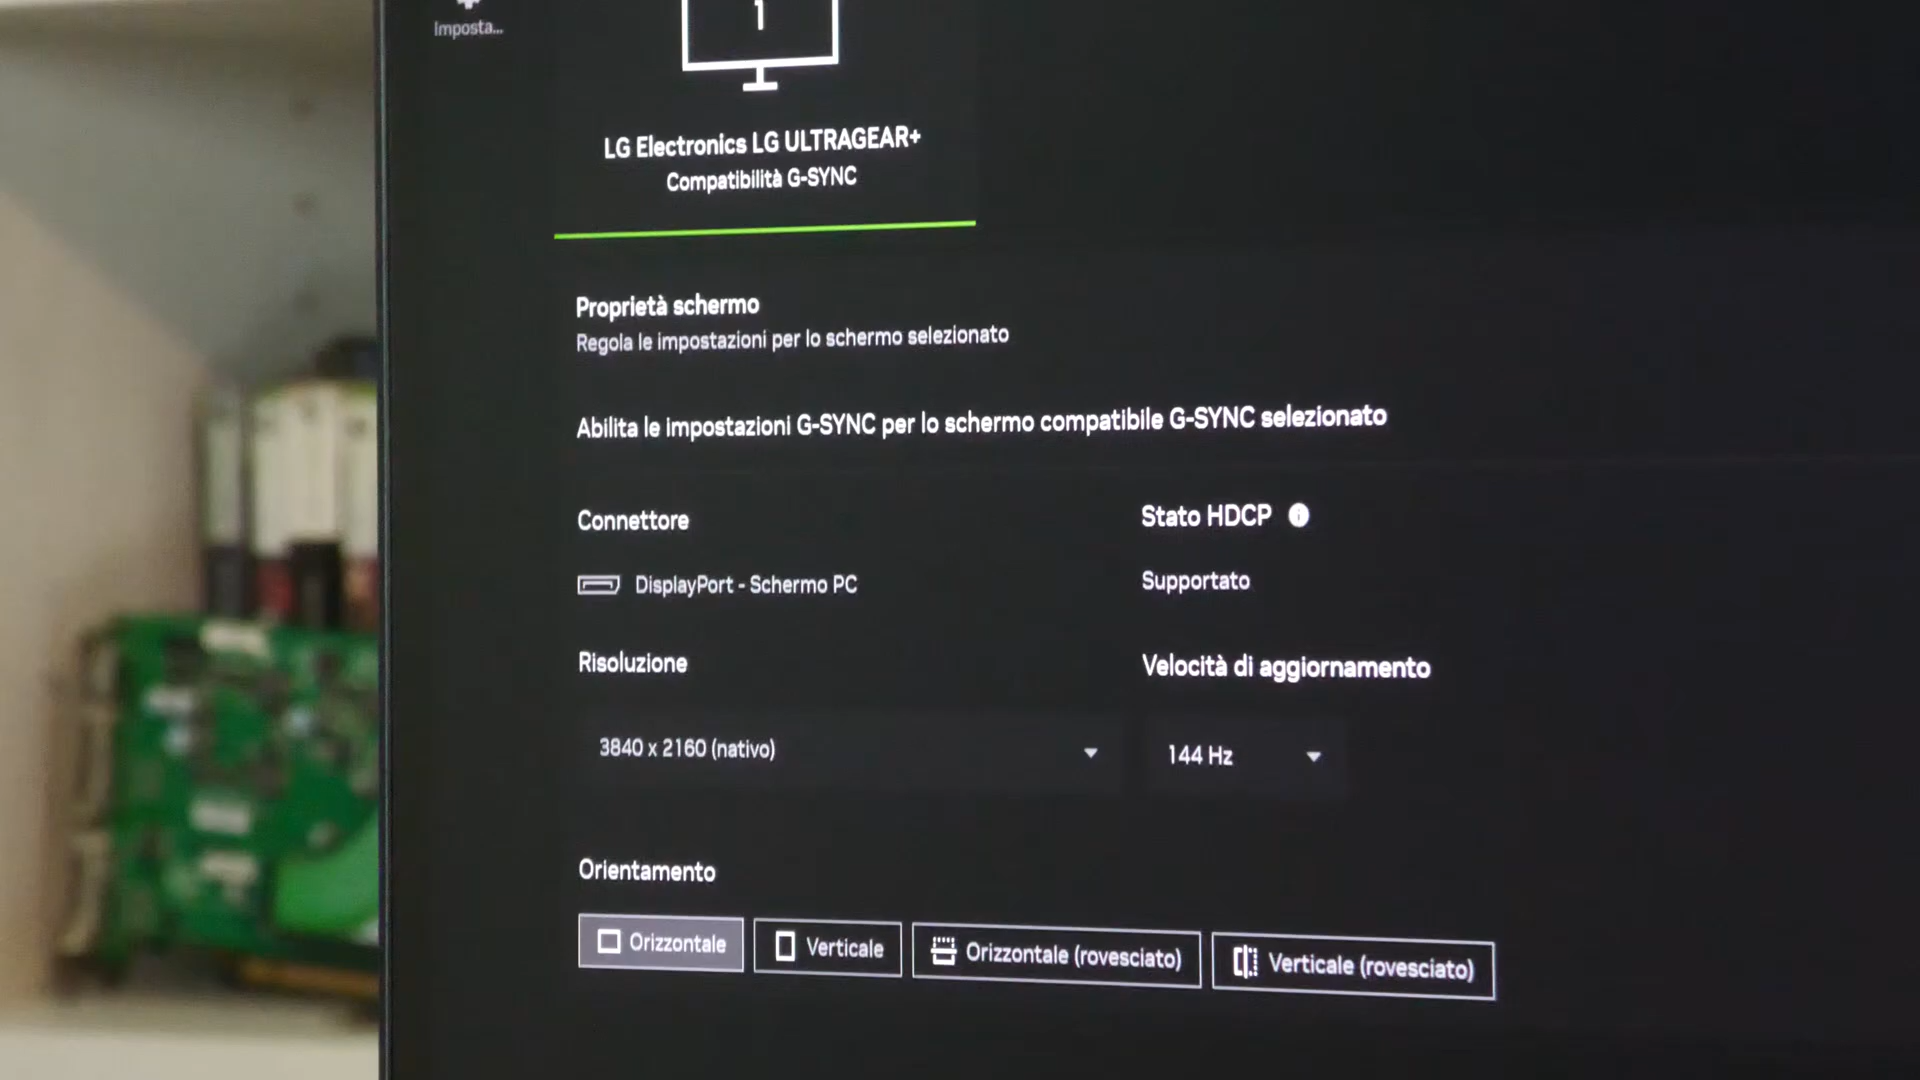 Imposta...
1
LG Electronics LG ULTRAGEAR+
Compatibilità G-SYNC
Proprietà schermo
Regola le impostazioni per lo schermo selezionato
Abilita le impostazioni G-SYNC per lo schermo compatibile G-SYNC selezionato
Connettore
Stato HDCP
DisplayPort - Schermo PC
Supportato
Risoluzione
Velocità di aggiornamento
3840 x 2160 (nativo)
144 Hz
Orientamento
Orizzontale
Verticale
Orizzontale (rovesciato)
Verticale (rovesciato)